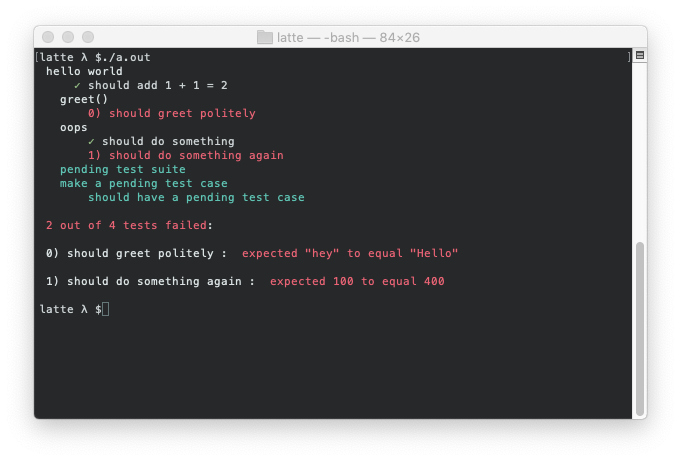 latte — -bash — 84×26
[latte λ $./a.out ]
hello world
✓ should add 1 + 1 = 2
greet()
0) should greet politely
oops
✓ should do something
1) should do something again
pending test suite
make a pending test case
should have a pending test case
2 out of 4 tests failed:
0) should greet politely :  expected "hey" to equal "Hello"
1) should do something again :  expected 100 to equal 400
latte λ $